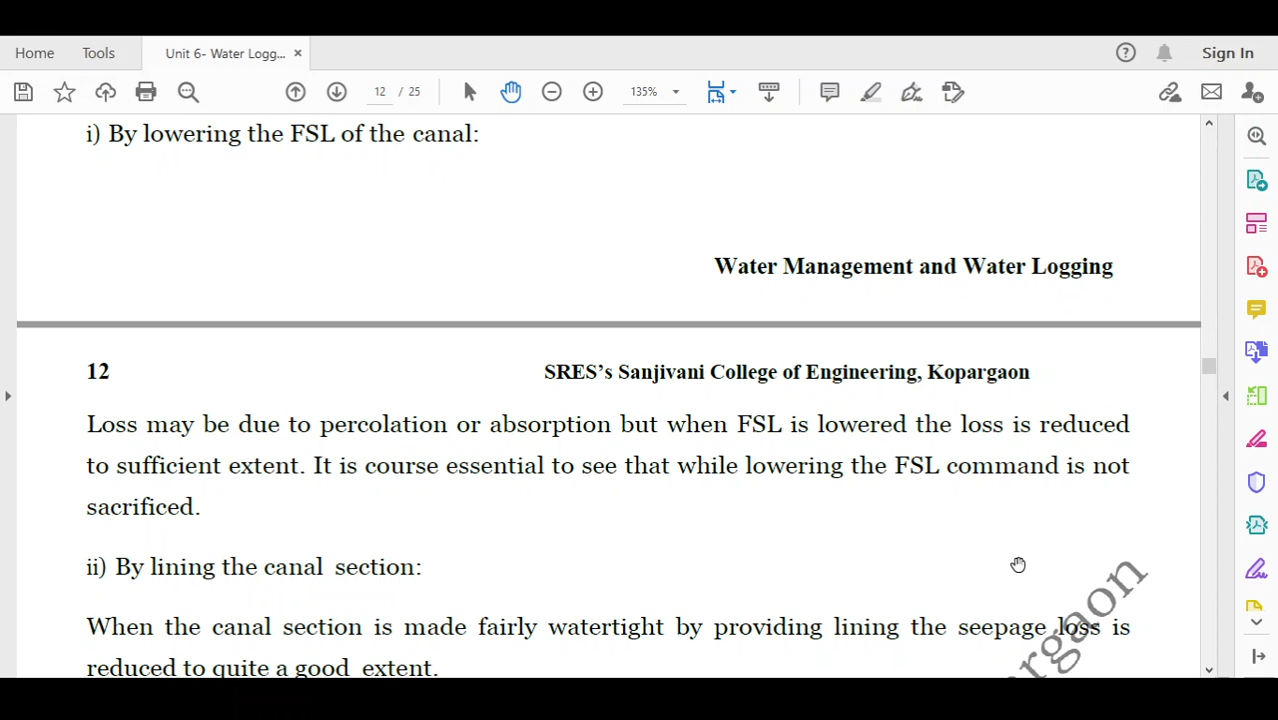 Home Tools Unit 6- Water Logg... × Sign In
12 / 25 135%
i) By lowering the FSL of the canal:
Water Management and Water Logging
12 SRES's Sanjivani College of Engineering, Kopargaon
Loss may be due to percolation or absorption but when FSL is lowered the loss is reduced
to sufficient extent. It is course essential to see that while lowering the FSL command is not
sacrificed.
ii) By lining the canal section:
When the canal section is made fairly watertight by providing lining the seepage loss is
reduced to quite a good extent.
rgaon